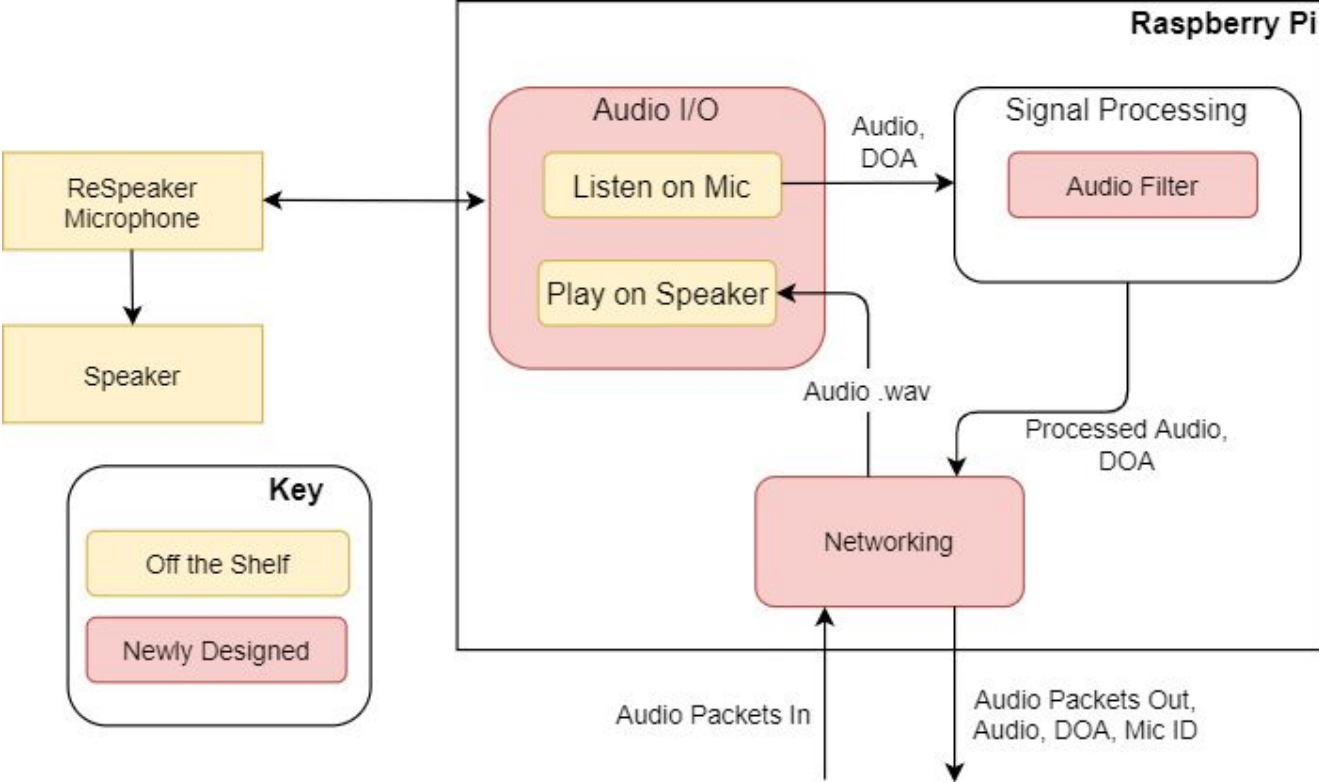 Raspberry Pi
Audio I/O
Listen on Mic
Play on Speaker
Audio,
DOA
Signal Processing
Audio Filter
ReSpeaker
Microphone
Speaker
Audio .wav
Processed Audio,
DOA
Networking
Key
Off the Shelf
Newly Designed
Audio Packets In
Audio Packets Out,
Audio, DOA, Mic ID